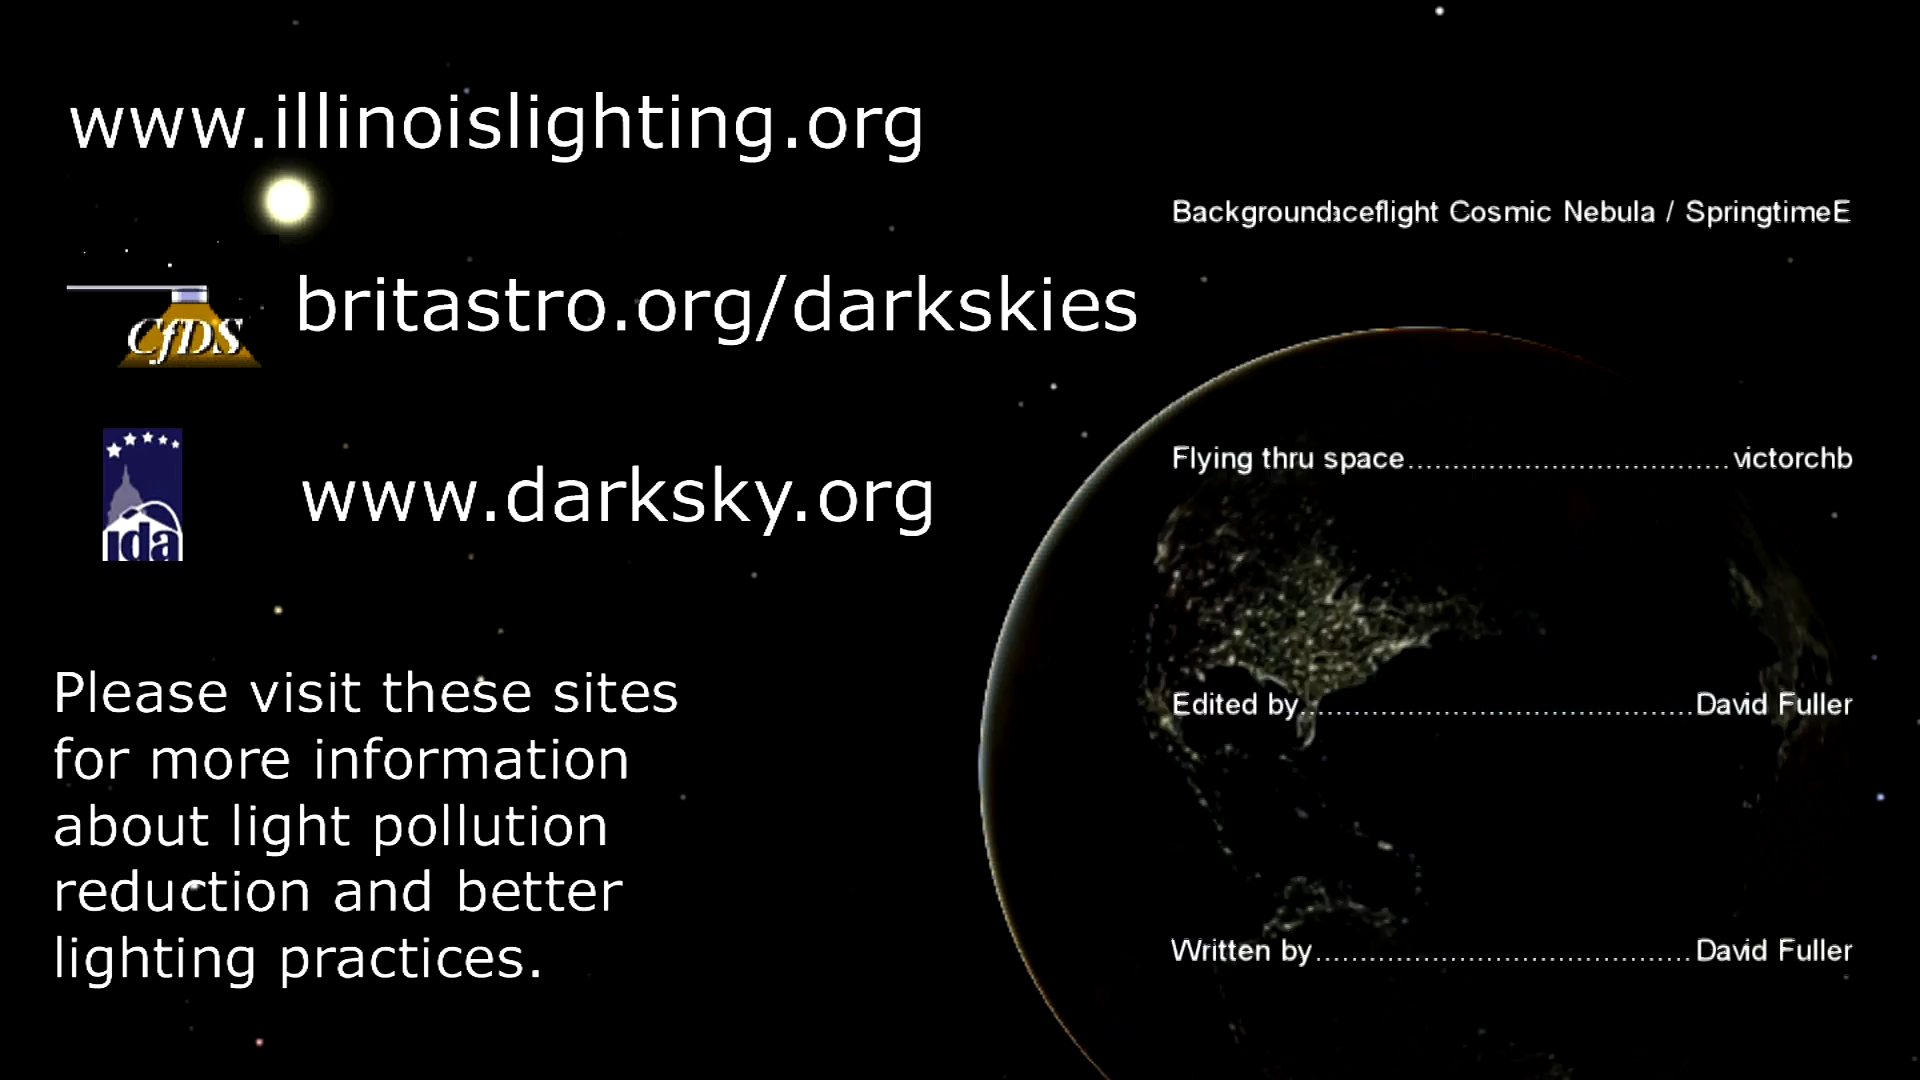 www.illinoislighting.org
CfDS
britastro.org/darkskies
ida
www.darksky.org
Please visit these sites
for more information
about light pollution
reduction and better
lighting practices.
Backgroundaceflight Cosmic Nebula / SpringtimeE
Flying thru space....................................victorchb
Edited by............................................David Fuller
Written by..........................................David Fuller